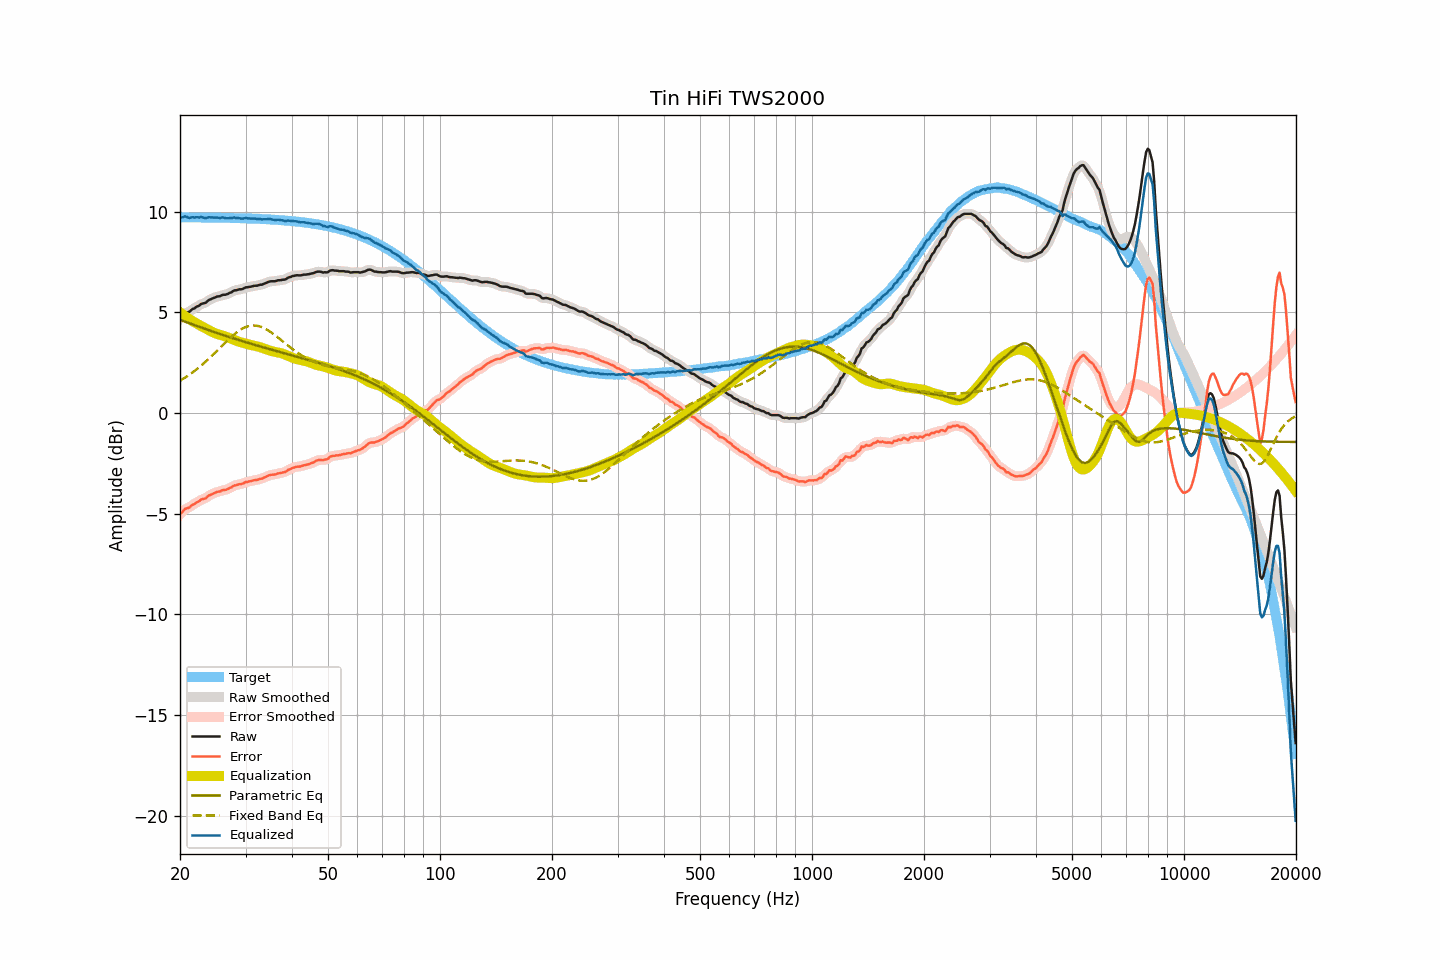 Tin HiFi TWS2000
Amplitude (dBr)
10
5
0
−5
−10
−15
−20
Target
Raw Smoothed
Error Smoothed
Raw
Error
Equalization
Parametric Eq
Fixed Band Eq
Equalized
20 50 100 200 500 1000 2000 5000 10000 20000
Frequency (Hz)